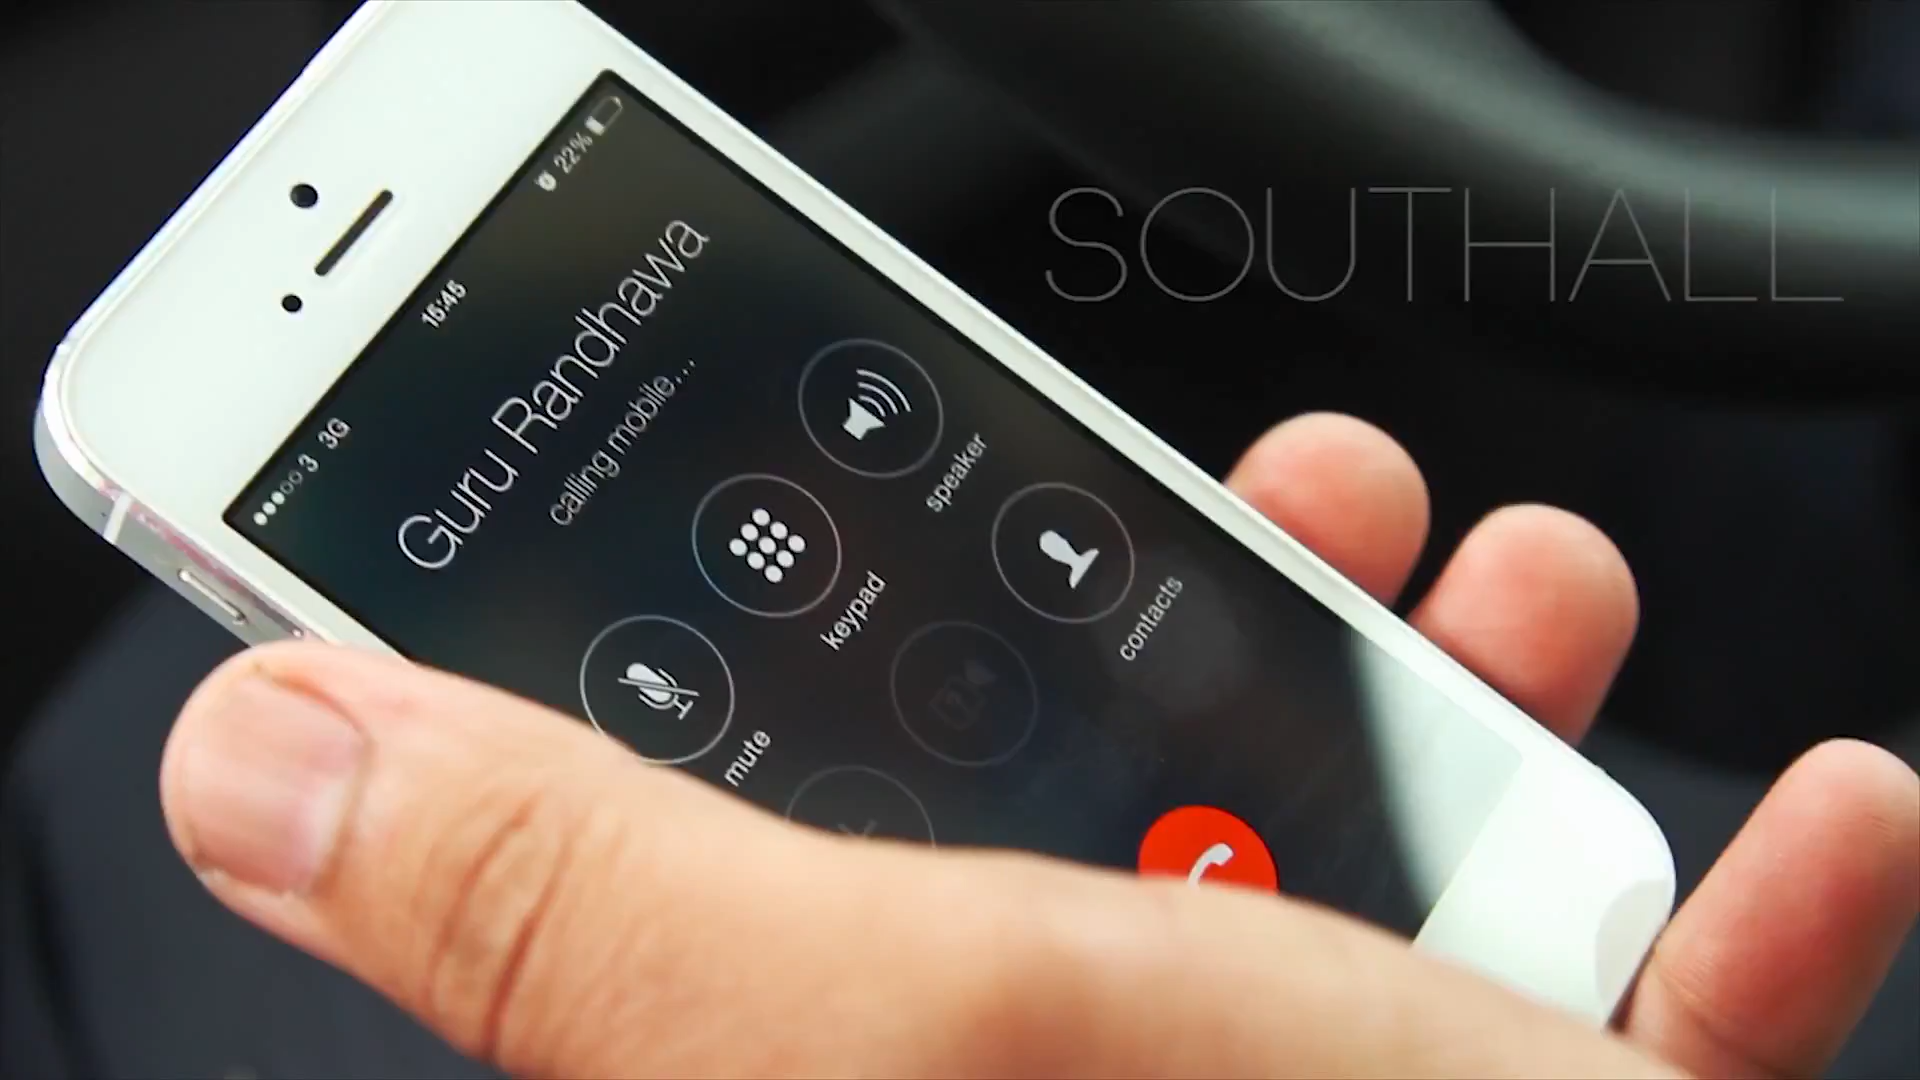 3 3G
15:45
22%
Guru Randhawa
calling mobile...
mute
keypad
speaker
contacts
SOUTHALL